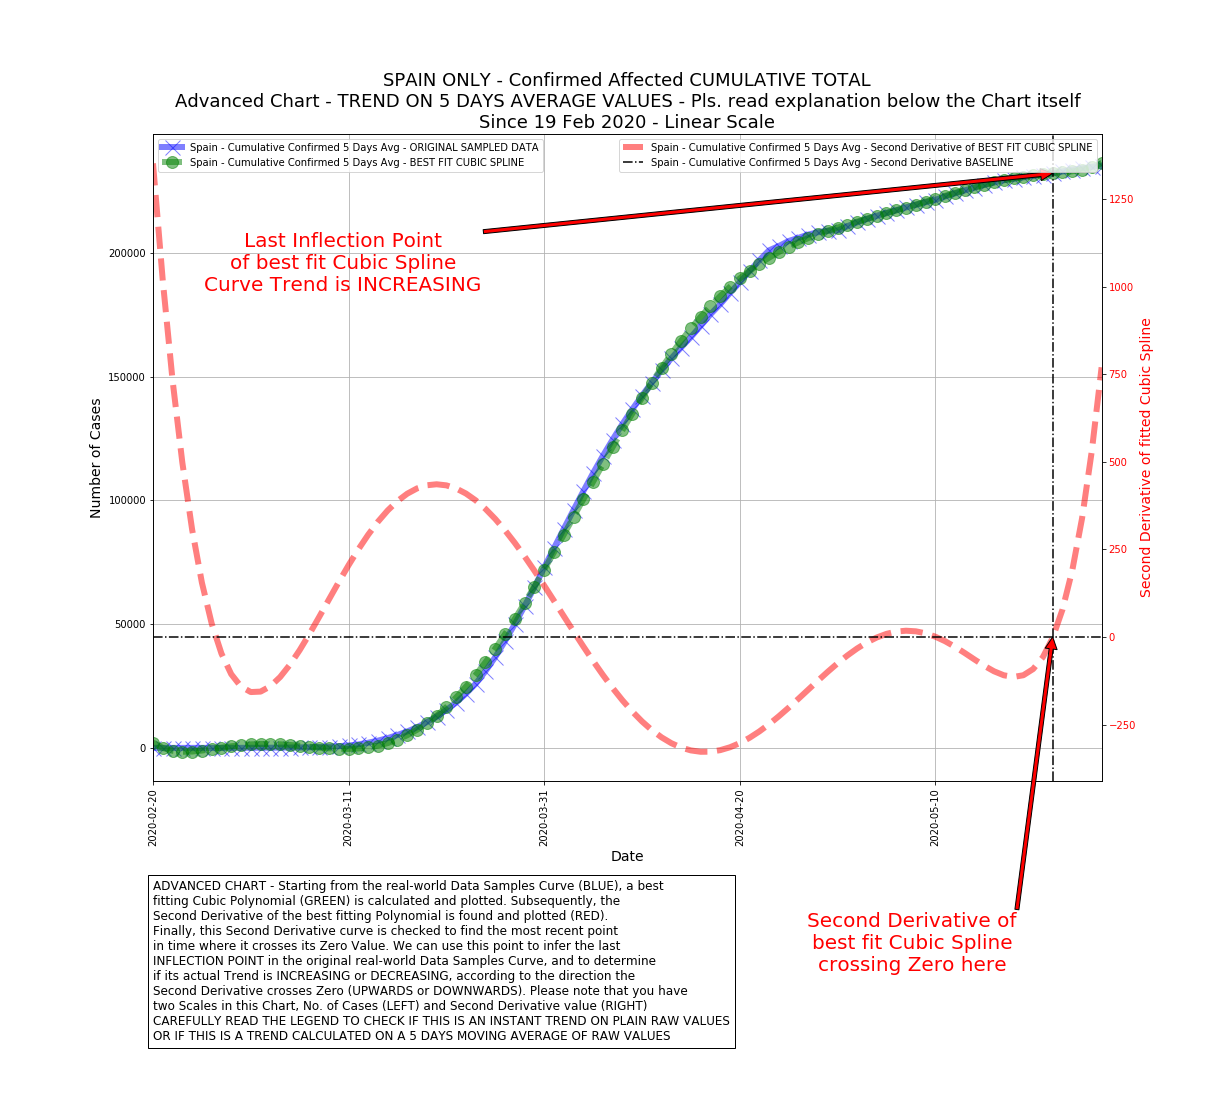 SPAIN ONLY - Confirmed Affected CUMULATIVE TOTAL
Advanced Chart - TREND ON 5 DAYS AVERAGE VALUES - Pls. read explanation below the Chart itself
Since 19 Feb 2020 - Linear Scale
Spain - Cumulative Confirmed 5 Days Avg - ORIGINAL SAMPLED DATA
Spain - Cumulative Confirmed 5 Days Avg - BEST FIT CUBIC SPLINE
Spain - Cumulative Confirmed 5 Days Avg - Second Derivative of BEST FIT CUBIC SPLINE
Spain - Cumulative Confirmed 5 Days Avg - Second Derivative BASELINE
Last Inflection Point
of best fit Cubic Spline
Curve Trend is INCREASING
Number of Cases
200000
150000
100000
50000
0
1250
1000
750
500
250
0
−250
Second Derivative of fitted Cubic Spline
2020-02-20
2020-03-11
2020-03-31
2020-04-20
2020-05-10
Date
ADVANCED CHART - Starting from the real-world Data Samples Curve (BLUE), a best
fitting Cubic Polynomial (GREEN) is calculated and plotted. Subsequently, the
Second Derivative of the best fitting Polynomial is found and plotted (RED).
Finally, this Second Derivative curve is checked to find the most recent point
in time where it crosses its Zero Value. We can use this point to infer the last
INFLECTION POINT in the original real-world Data Samples Curve, and to determine
if its actual Trend is INCREASING or DECREASING, according to the direction the
Second Derivative crosses Zero (UPWARDS or DOWNWARDS). Please note that you have
two Scales in this Chart, No. of Cases (LEFT) and Second Derivative value (RIGHT)
CAREFULLY READ THE LEGEND TO CHECK IF THIS IS AN INSTANT TREND ON PLAIN RAW VALUES
OR IF THIS IS A TREND CALCULATED ON A 5 DAYS MOVING AVERAGE OF RAW VALUES
Second Derivative of
best fit Cubic Spline
crossing Zero here